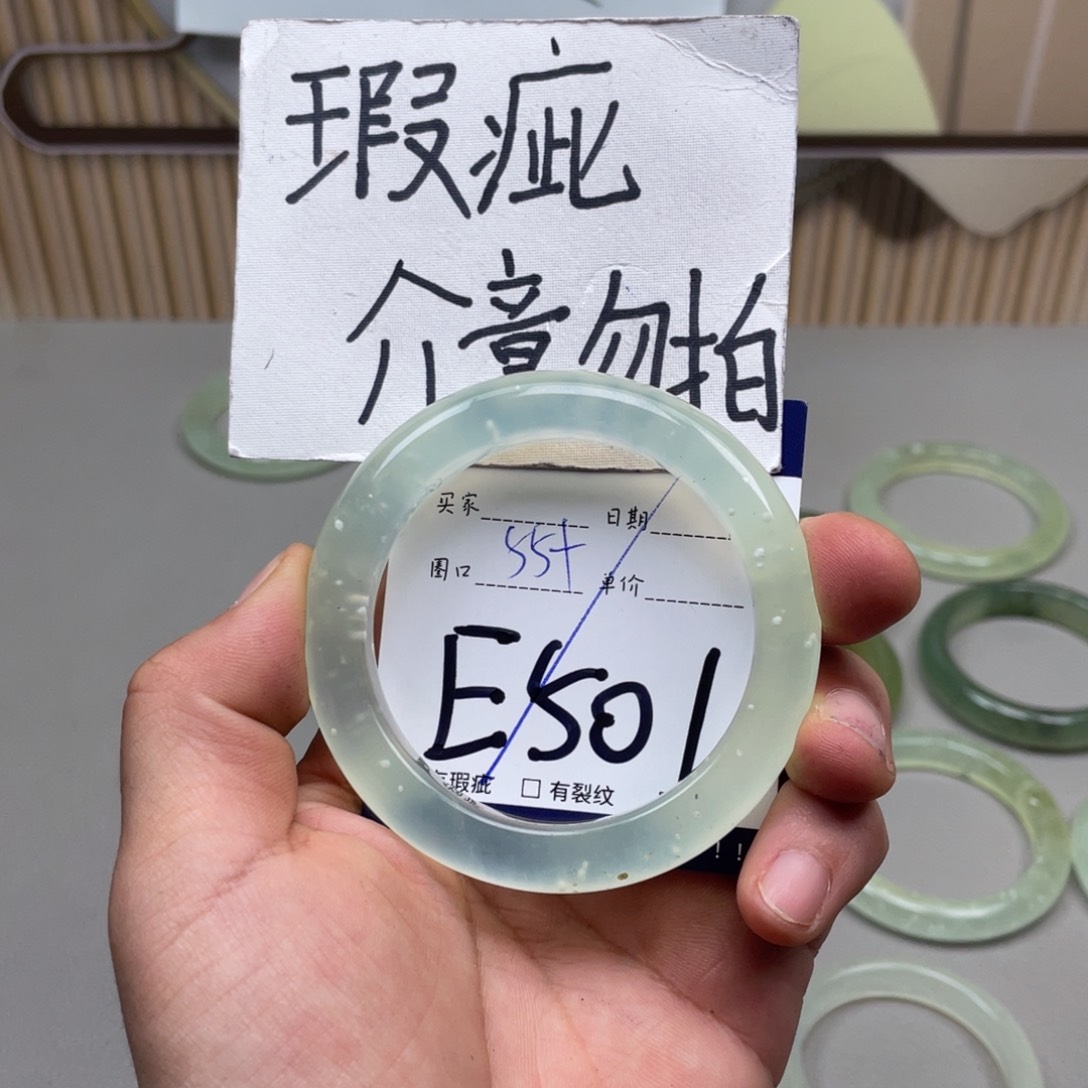 瑕疵
介意勿拍
买家 日期
圈口 55+ 单价
E501
瑕疵 □ 有裂纹
!!